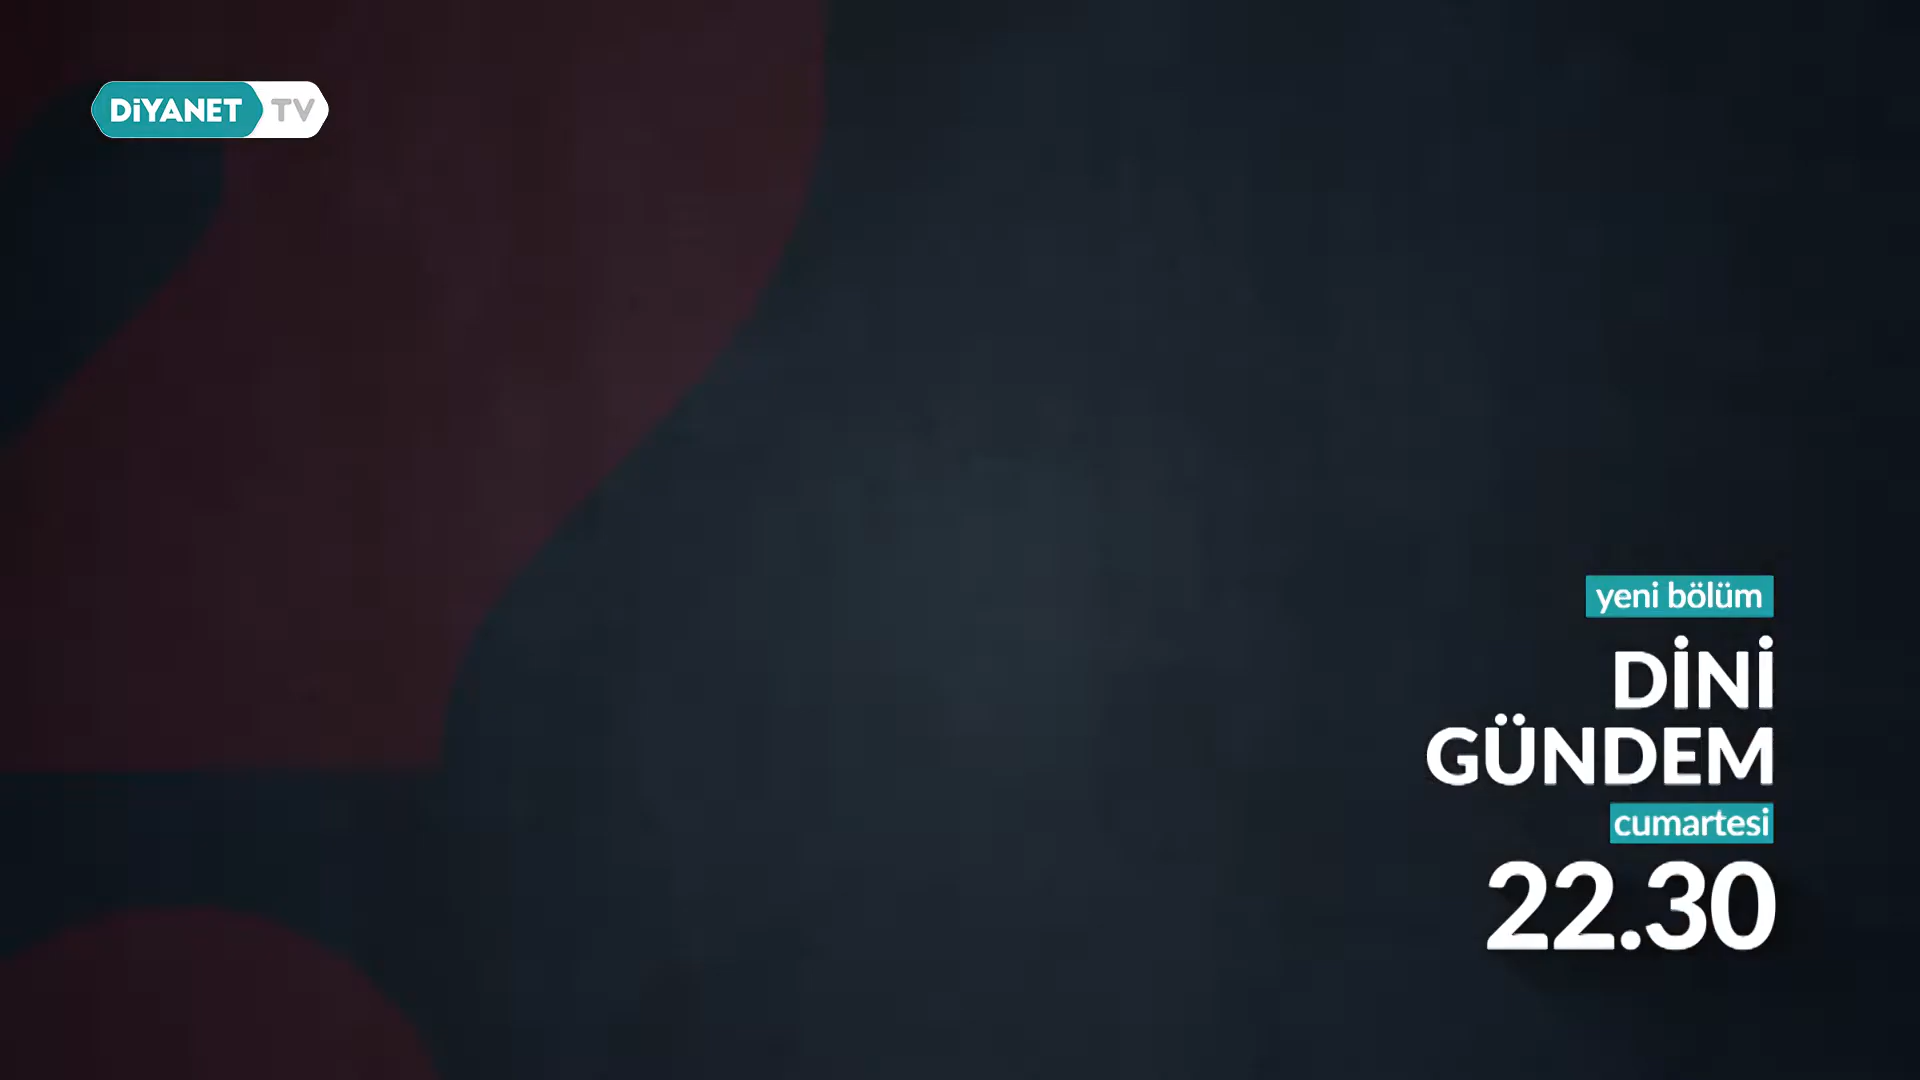 DİYANET TV
yeni bölüm
DİNİ
GÜNDEM
cumartesi
22.30